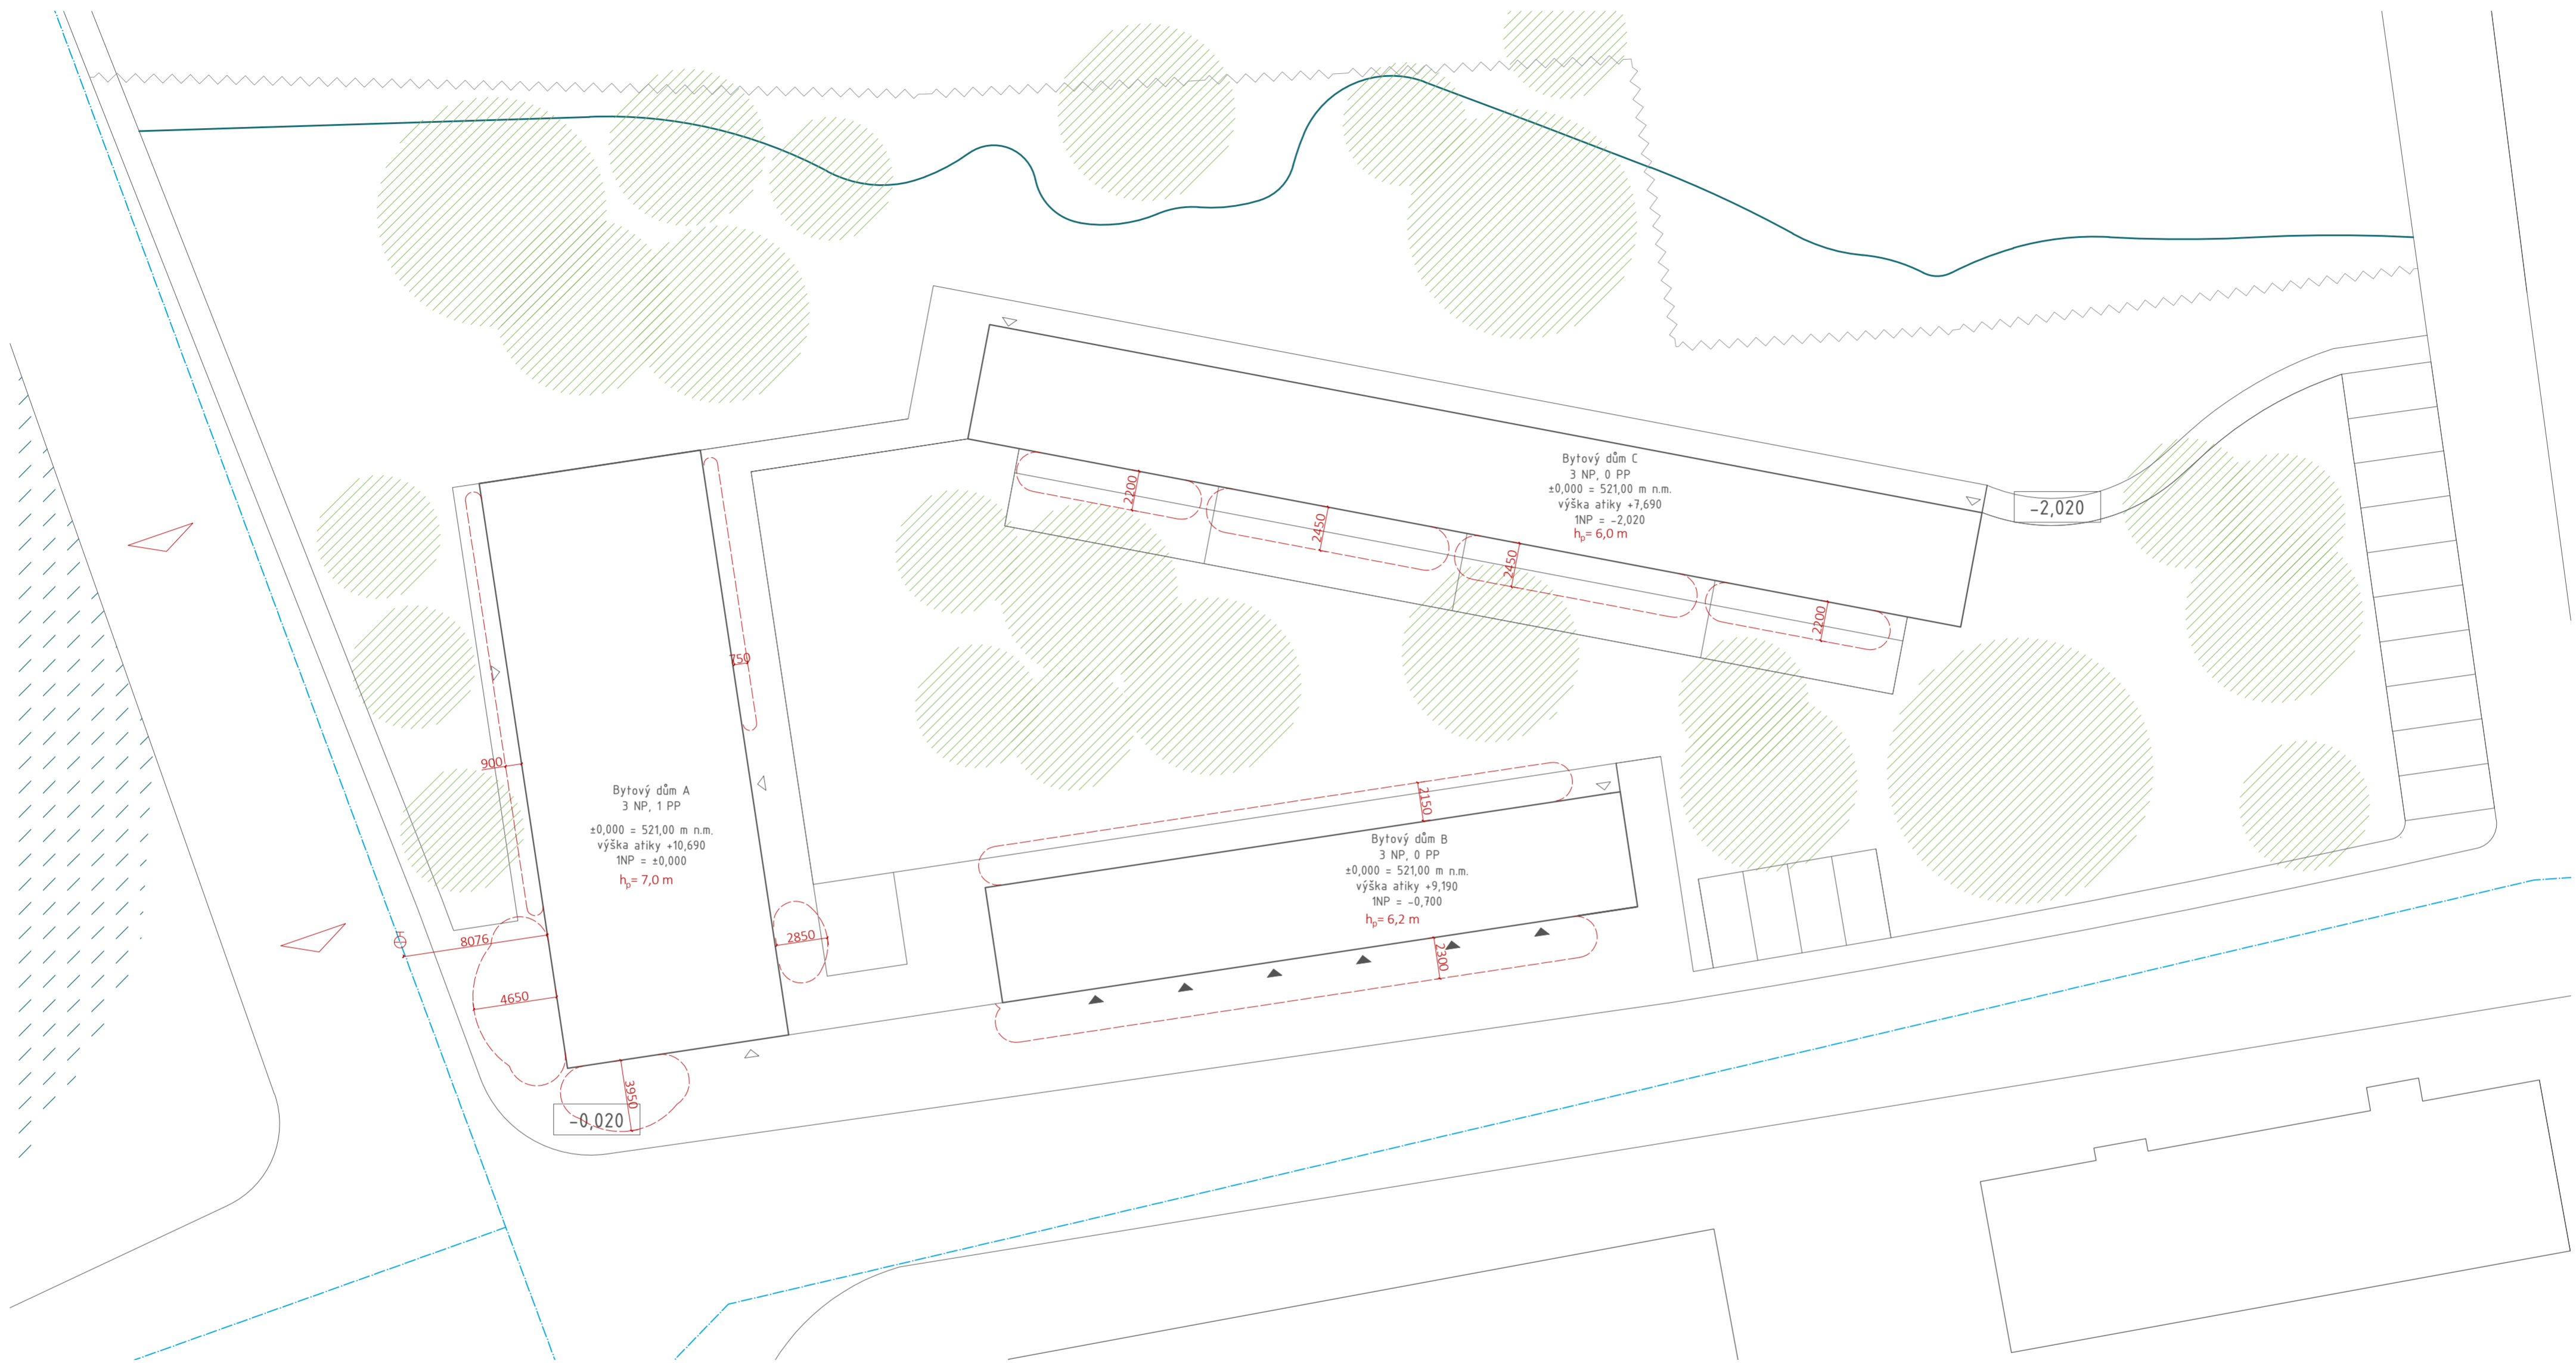 2200
2450
2450
2200
Bytový dům C
3 NP, 0 PP
±0,000 = 521,00 m n.m.
výška atiky +7,690
1NP = -2,020
hp= 6,0 m
-2,020
750
900
Bytový dům A
3 NP, 1 PP
±0,000 = 521,00 m n.m.
výška atiky +10,690
1NP = ±0,000
hp= 7,0 m
2150
Bytový dům B
3 NP, 0 PP
±0,000 = 521,00 m n.m.
výška atiky +9,190
1NP = -0,700
hp= 6,2 m
H
8076
2850
2300
4650
3950
-0,020